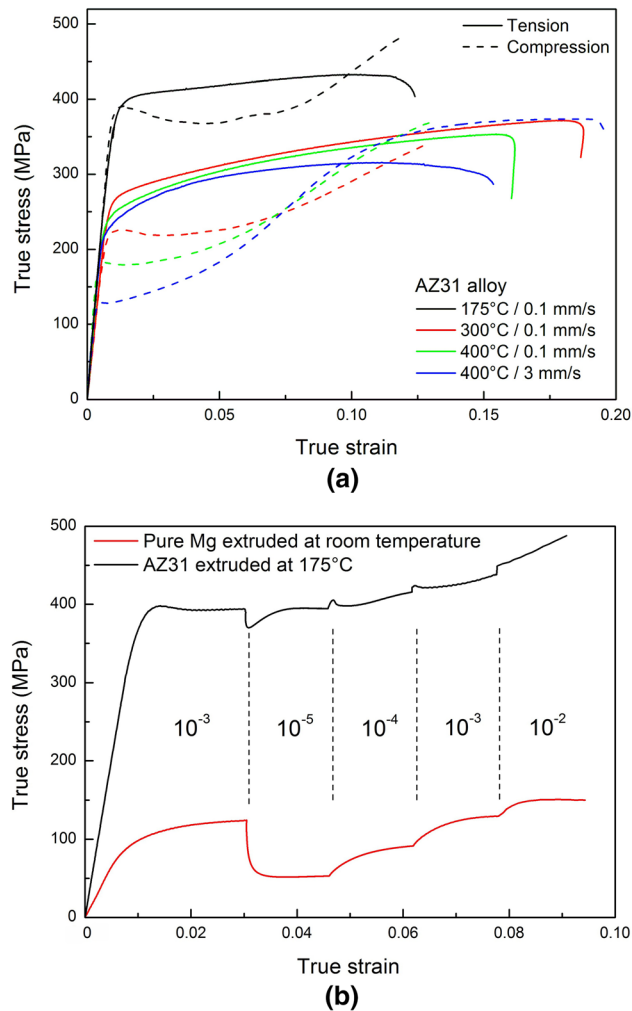 500
400
300
200
100
0
True stress (MPa)
Tension
Compression
AZ31 alloy
175°C / 0.1 mm/s
300°C / 0.1 mm/s
400°C / 0.1 mm/s
400°C / 3 mm/s
0 0.05 0.10 0.15 0.20
True strain
(a)
500
400
300
200
100
0
True stress (MPa)
Pure Mg extruded at room temperature
AZ31 extruded at 175°C
10⁻³ 10⁻⁵ 10⁻⁴ 10⁻³ 10⁻²
0 0.02 0.04 0.06 0.08 0.10
True strain
(b)